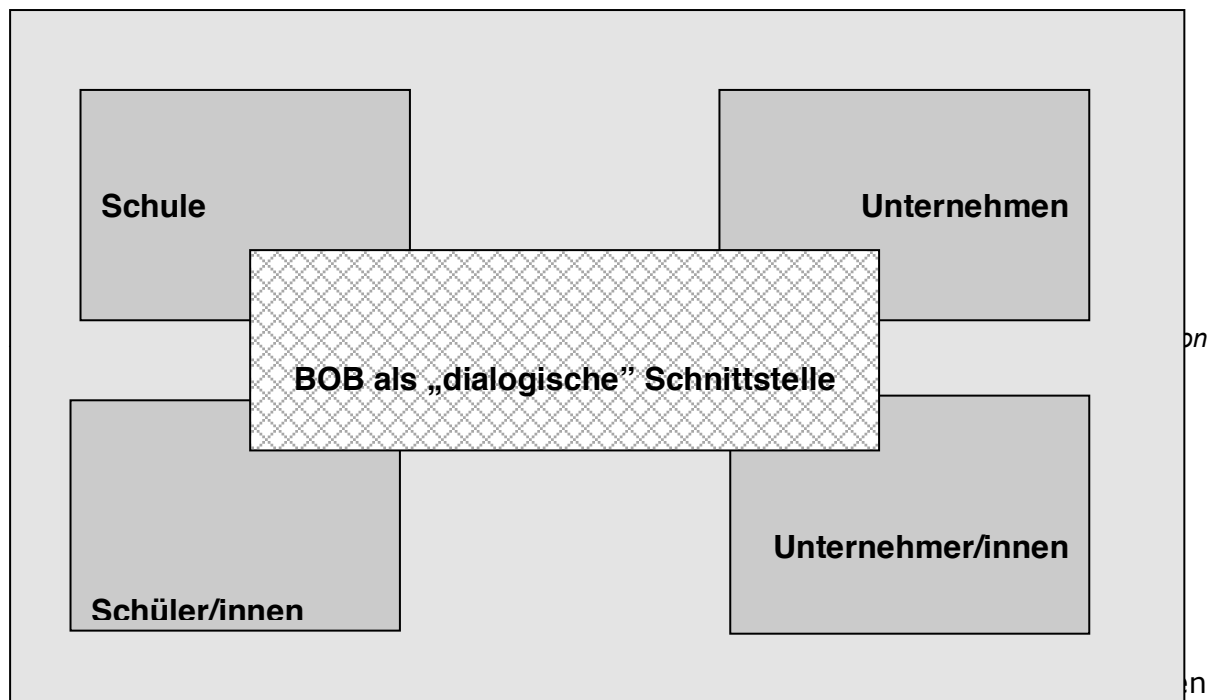 Schule
Unternehmen
BOB als „dialogische” Schnittstelle
Unternehmer/innen
Schüler/innen